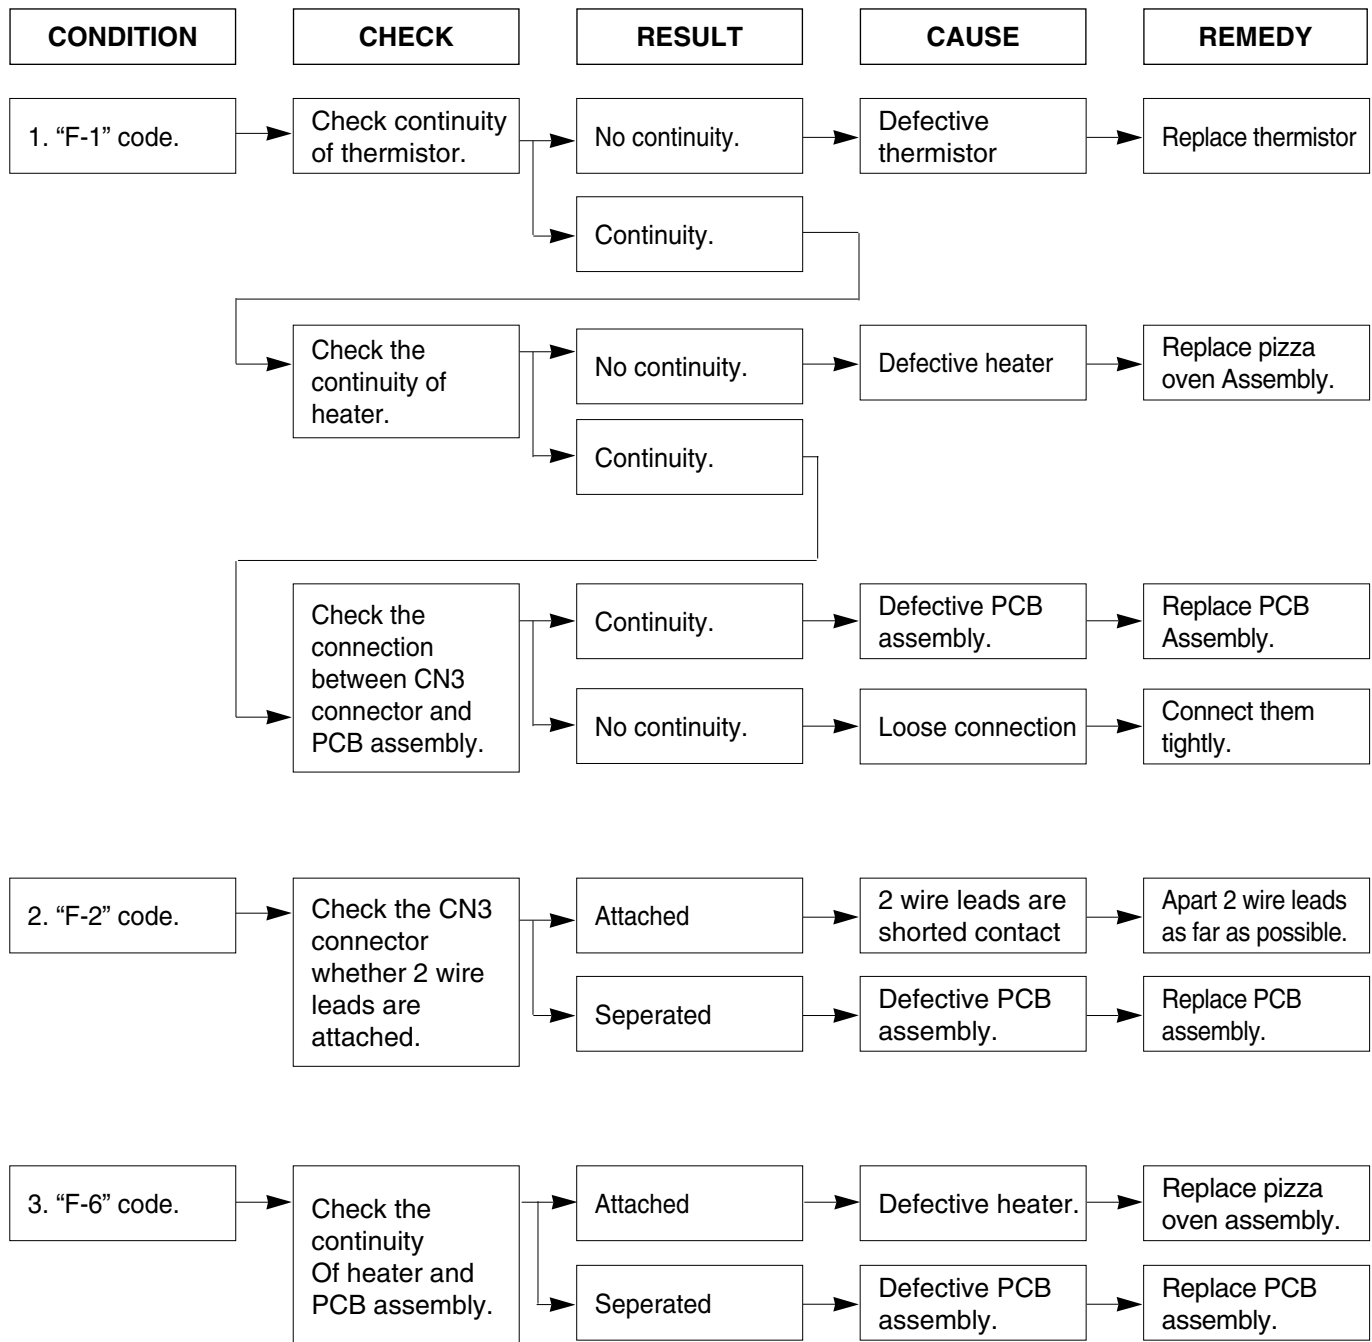 CONDITION
CHECK
RESULT
CAUSE
REMEDY
1. “F-1” code.
Check continuity
of thermistor.
No continuity.
Defective
thermistor
Replace thermistor
Continuity.
Check the
continuity of
heater.
No continuity.
Defective heater
Replace pizza
oven Assembly.
Continuity.
Check the
connection
between CN3
connector and
PCB assembly.
Continuity.
Defective PCB
assembly.
Replace PCB
Assembly.
No continuity.
Loose connection
Connect them
tightly.
2. “F-2” code.
Check the CN3
connector
whether 2 wire
leads are
attached.
Attached
2 wire leads are
shorted contact
Apart 2 wire leads
as far as possible.
Seperated
Defective PCB
assembly.
Replace PCB
assembly.
3. “F-6” code.
Check the
continuity
Of heater and
PCB assembly.
Attached
Defective heater.
Replace pizza
oven assembly.
Seperated
Defective PCB
assembly.
Replace PCB
assembly.